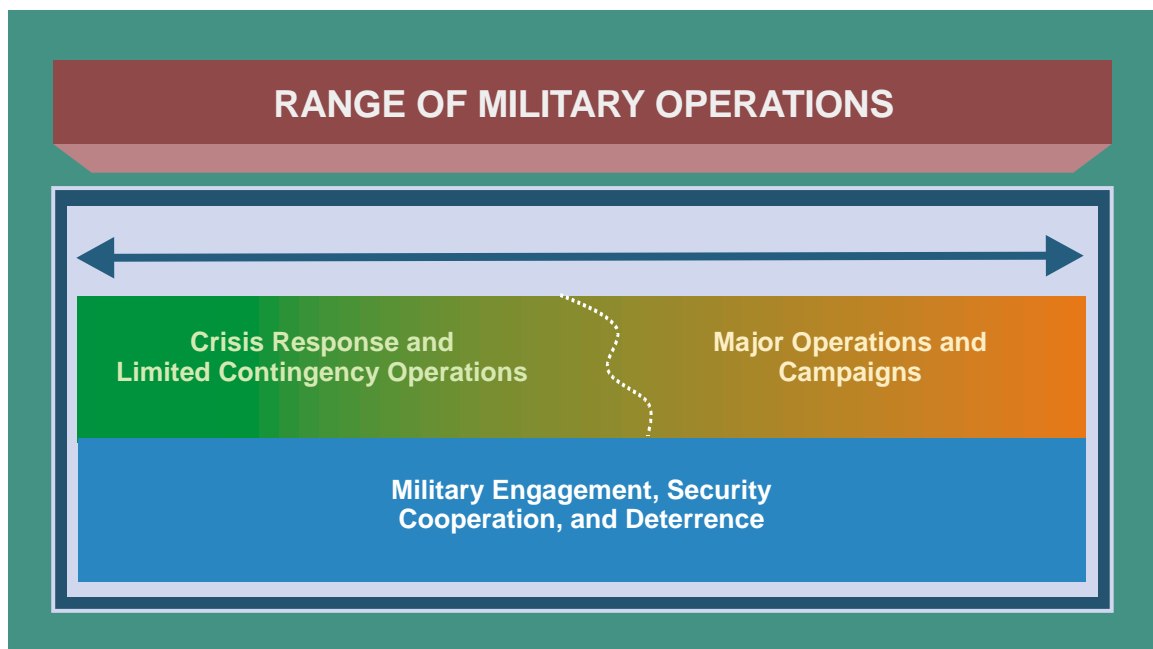 RANGE OF MILITARY OPERATIONS
Crisis Response and
Limited Contingency Operations
Major Operations and
Campaigns
Military Engagement, Security
Cooperation, and Deterrence